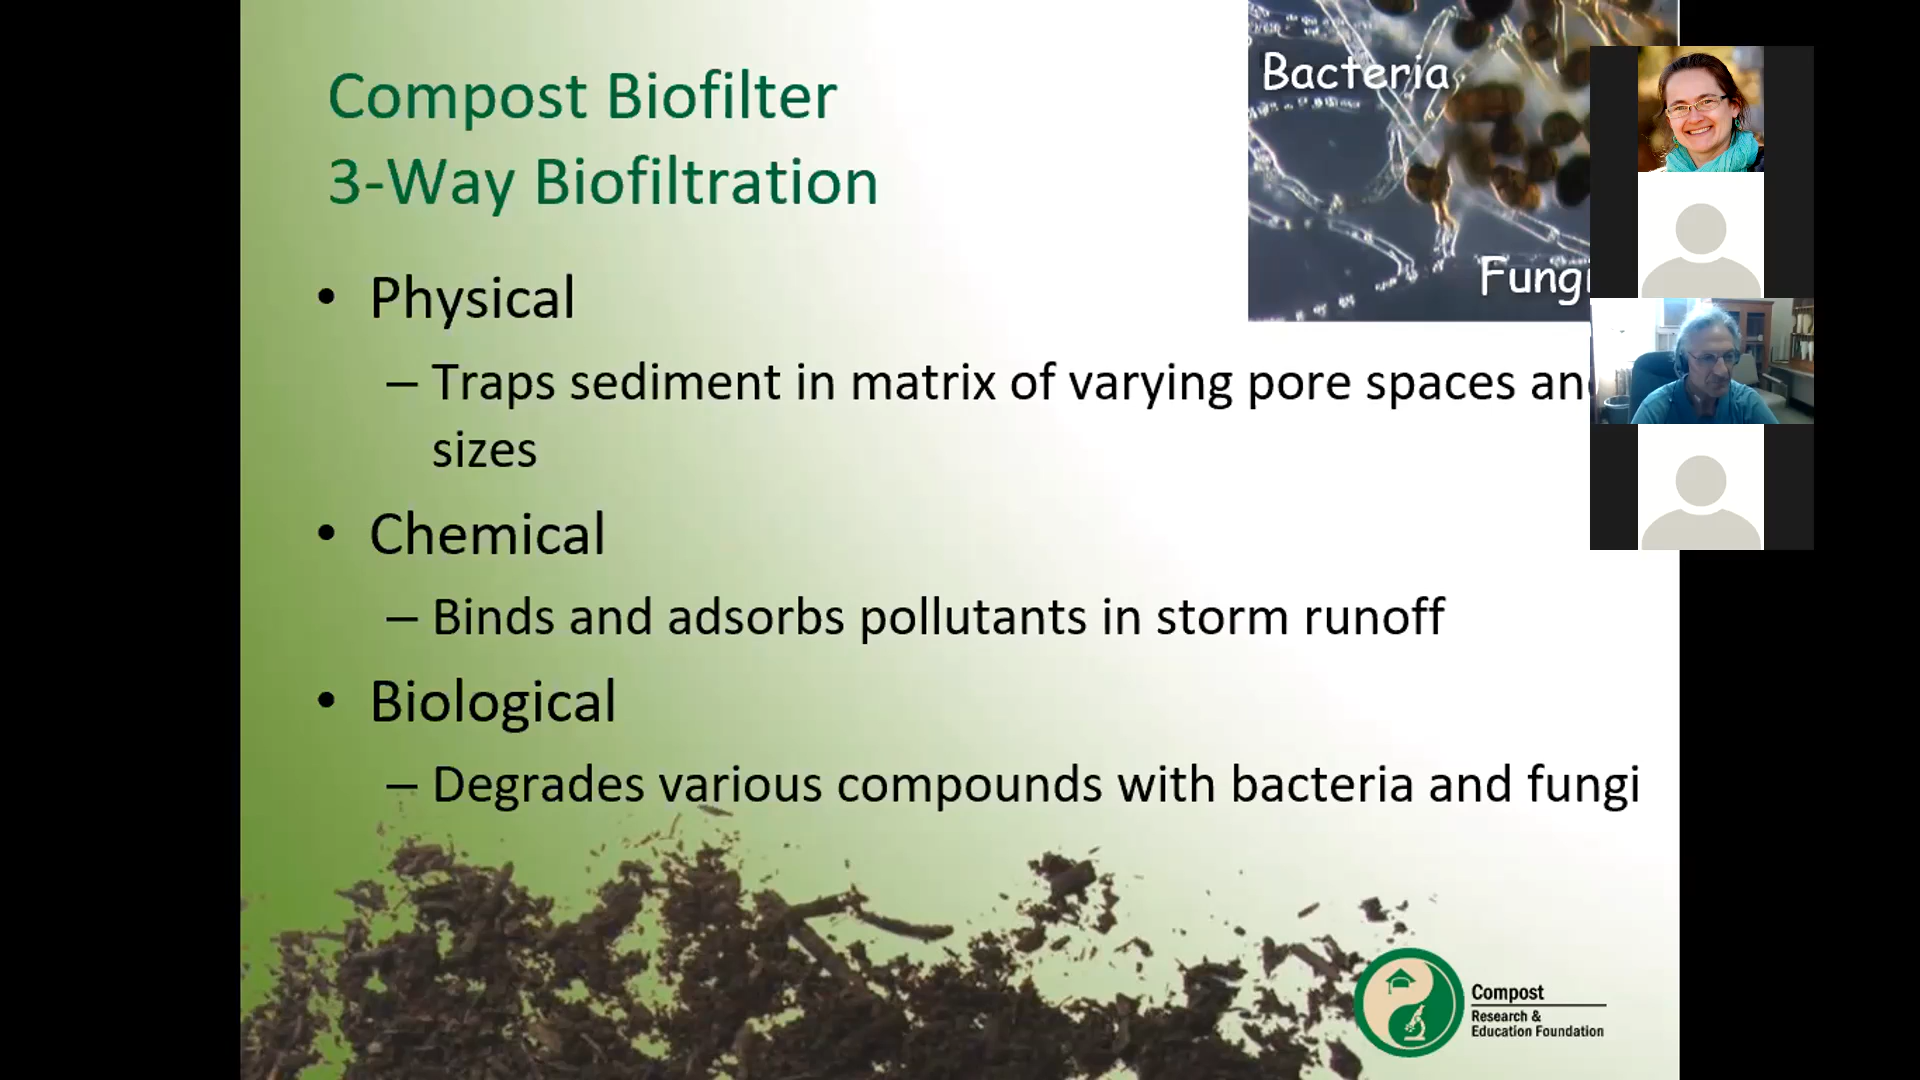 Compost Biofilter
3-Way Biofiltration
Bacteria
Fungi
• Physical
– Traps sediment in matrix of varying pore spaces an
sizes
• Chemical
– Binds and adsorbs pollutants in storm runoff
• Biological
– Degrades various compounds with bacteria and fungi
Compost
Research &
Education Foundation